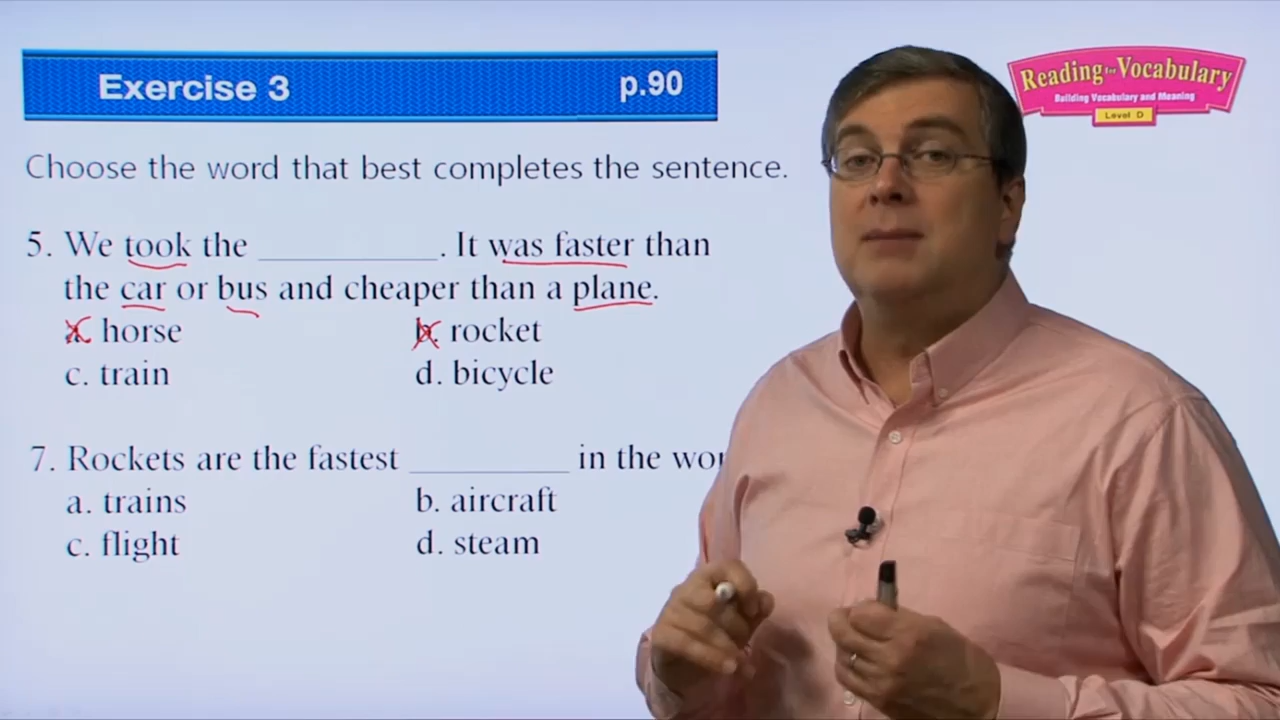 Exercise 3 p.90
Reading for Vocabulary
Building Vocabulary and Meaning
Level D
Choose the word that best completes the sentence.
5. We took the __________. It was faster than
the car or bus and cheaper than a plane.
a. horse b. rocket
c. train d. bicycle
7. Rockets are the fastest __________ in the wor
a. trains b. aircraft
c. flight d. steam